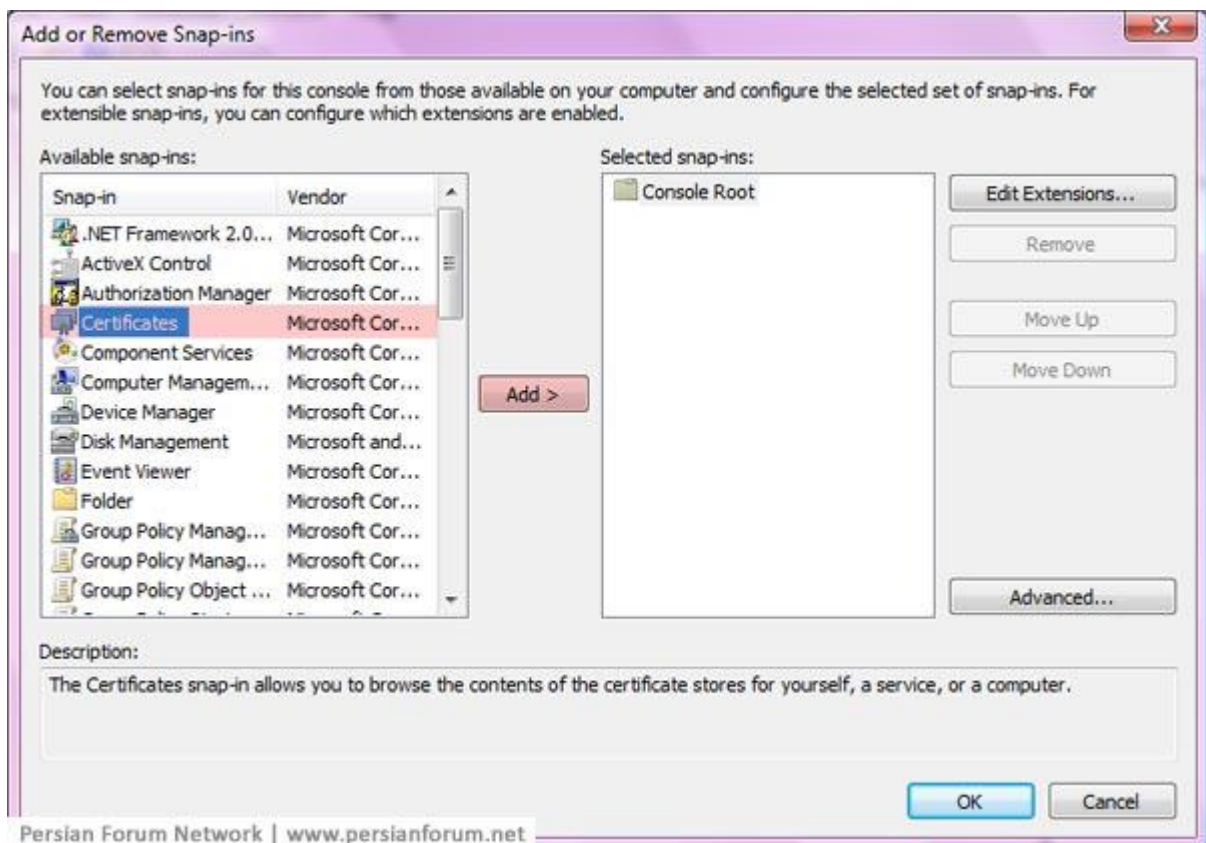 Add or Remove Snap-ins
You can select snap-ins for this console from those available on your computer and configure the selected set of snap-ins. For
extensible snap-ins, you can configure which extensions are enabled.
Available snap-ins:
Snap-in Vendor
.NET Framework 2.0... Microsoft Cor...
ActiveX Control Microsoft Cor...
Authorization Manager Microsoft Cor...
Certificates Microsoft Cor...
Component Services Microsoft Cor...
Computer Managem... Microsoft Cor...
Device Manager Microsoft Cor...
Disk Management Microsoft and...
Event Viewer Microsoft Cor...
Folder Microsoft Cor...
Group Policy Manag... Microsoft Cor...
Group Policy Manag... Microsoft Cor...
Group Policy Object ... Microsoft Cor...
Add >
Selected snap-ins:
Console Root
Edit Extensions...
Remove
Move Up
Move Down
Advanced...
Description:
The Certificates snap-in allows you to browse the contents of the certificate stores for yourself, a service, or a computer.
OK
Cancel
Persian Forum Network | www.persianforum.net